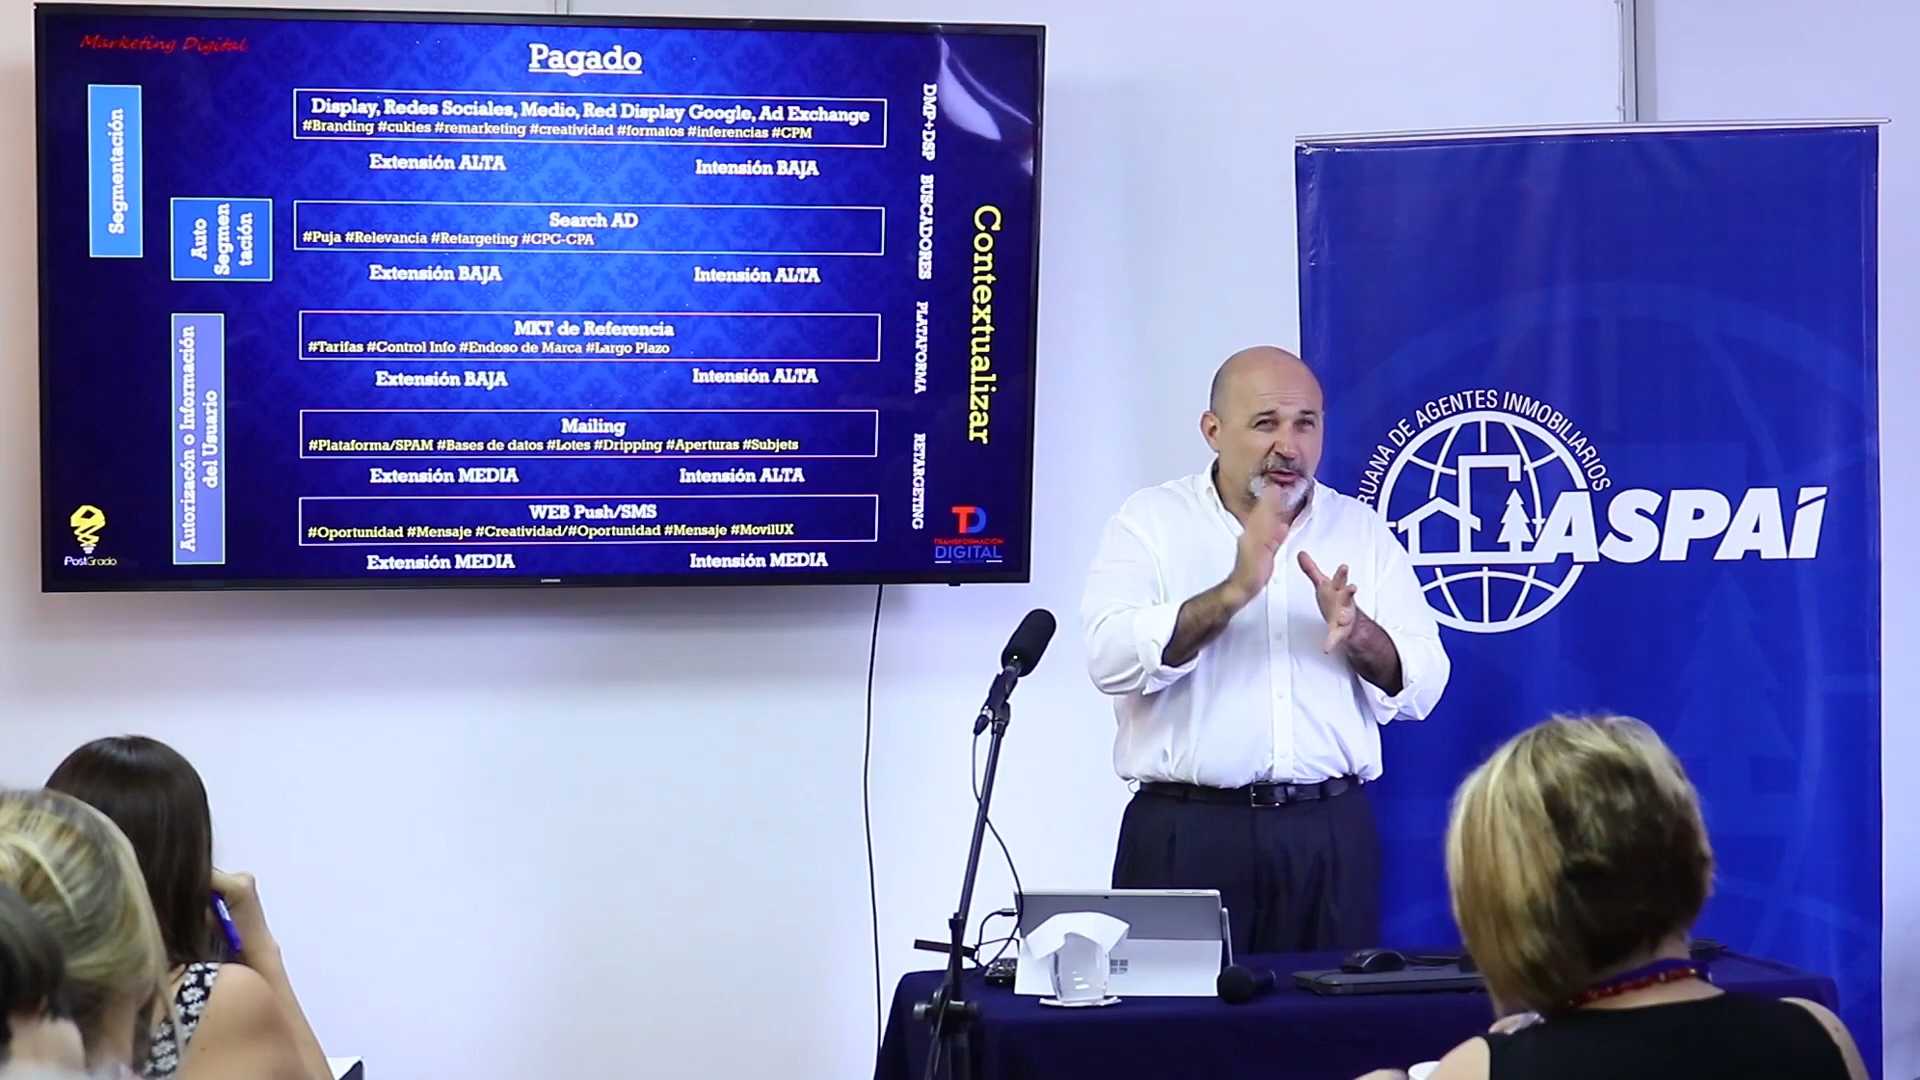 Marketing Digital
Pagado
Segmentación
Display, Redes Sociales, Medio, Red Display Google, Ad Exchange
#Branding #cukies #remarketing #creatividad #formatos #inferencias #CPM
Extensión ALTA
Intensión BAJA
DMP+DSP
Auto
Segmen
tación
Search AD
#Puja #Relevancia #Retargeting #CPC-CPA
Extensión BAJA
Intensión ALTA
BUSCADORES
Autorizacón o Información
del Usuario
MKT de Referencia
#Tarifas #Control Info #Endoso de Marca #Largo Plazo
Extensión BAJA
Intensión ALTA
PLATAFORMA
Mailing
#Plataforma/SPAM #Bases de datos #Lotes #Dripping #Aperturas #Subjets
Extensión MEDIA
Intensión ALTA
WEB Push/SMS
#Oportunidad #Mensaje #Creatividad/#Oportunidad #Mensaje #MovilUX
Extensión MEDIA
Intensión MEDIA
RETARGETING
Contextualizar
iPostGrado
TD
TRANSFORMACION
DIGITAL
SAMSUNG
RUANA DE AGENTES INMOBILIARIOS
ASPAi